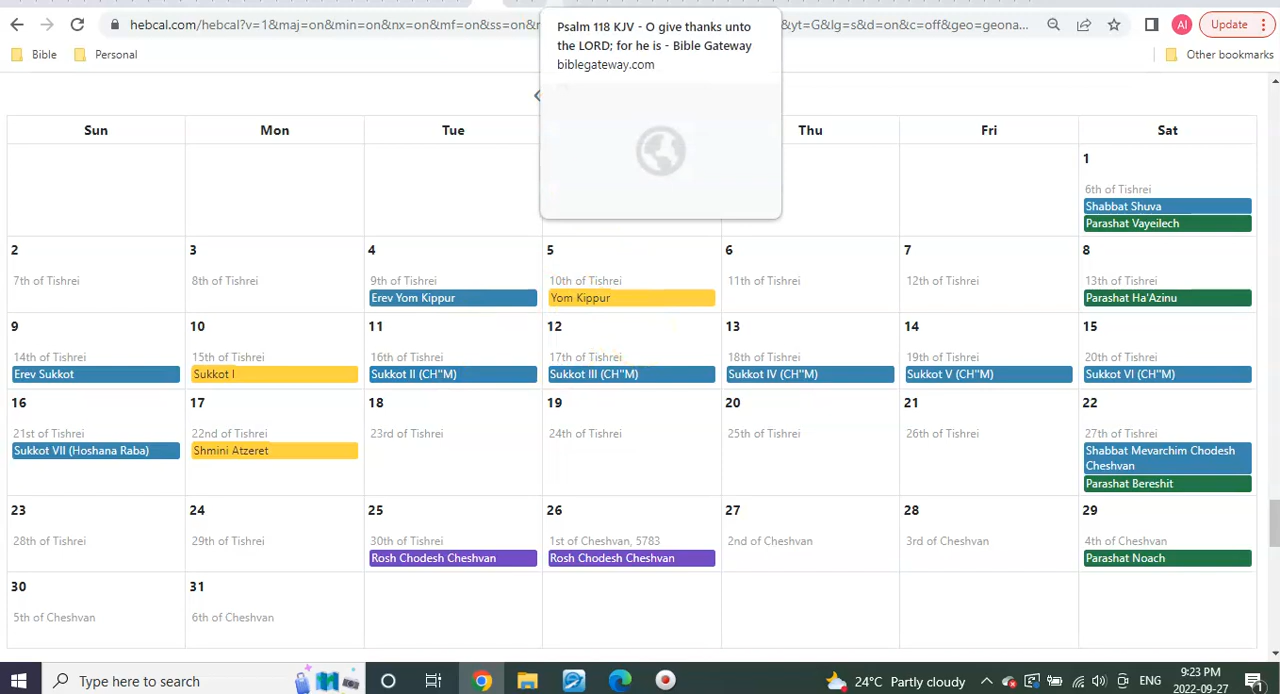 hebcal.com/hebcal?v=1&maj=on&min=on&nx=on&mf=on&ss=on&
&yt=G&lg=s&d=on&c=off&geo=geona...
AI
Update
Bible
Personal
Other bookmarks
Psalm 118 KJV - O give thanks unto
the LORD; for he is - Bible Gateway
biblegateway.com
Sun Mon Tue Thu Fri Sat
1
6th of Tishrei
Shabbat Shuva
Parashat Vayeilech
2 3 4 5 6 7 8
7th of Tishrei 8th of Tishrei 9th of Tishrei 10th of Tishrei 11th of Tishrei 12th of Tishrei 13th of Tishrei
Erev Yom Kippur Yom Kippur Parashat Ha'Azinu
9 10 11 12 13 14 15
14th of Tishrei 15th of Tishrei 16th of Tishrei 17th of Tishrei 18th of Tishrei 19th of Tishrei 20th of Tishrei
Erev Sukkot Sukkot I Sukkot II (CH"M) Sukkot III (CH"M) Sukkot IV (CH"M) Sukkot V (CH"M) Sukkot VI (CH"M)
16 17 18 19 20 21 22
21st of Tishrei 22nd of Tishrei 23rd of Tishrei 24th of Tishrei 25th of Tishrei 26th of Tishrei 27th of Tishrei
Sukkot VII (Hoshana Raba) Shmini Atzeret Shabbat Mevarchim Chodesh
Cheshvan
Parashat Bereshit
23 24 25 26 27 28 29
28th of Tishrei 29th of Tishrei 30th of Tishrei 1st of Cheshvan, 5783 2nd of Cheshvan 3rd of Cheshvan 4th of Cheshvan
Rosh Chodesh Cheshvan Rosh Chodesh Cheshvan Parashat Noach
30 31
5th of Cheshvan 6th of Cheshvan
Type here to search
24°C Partly cloudy
ENG
9:23 PM
2022-09-27
1